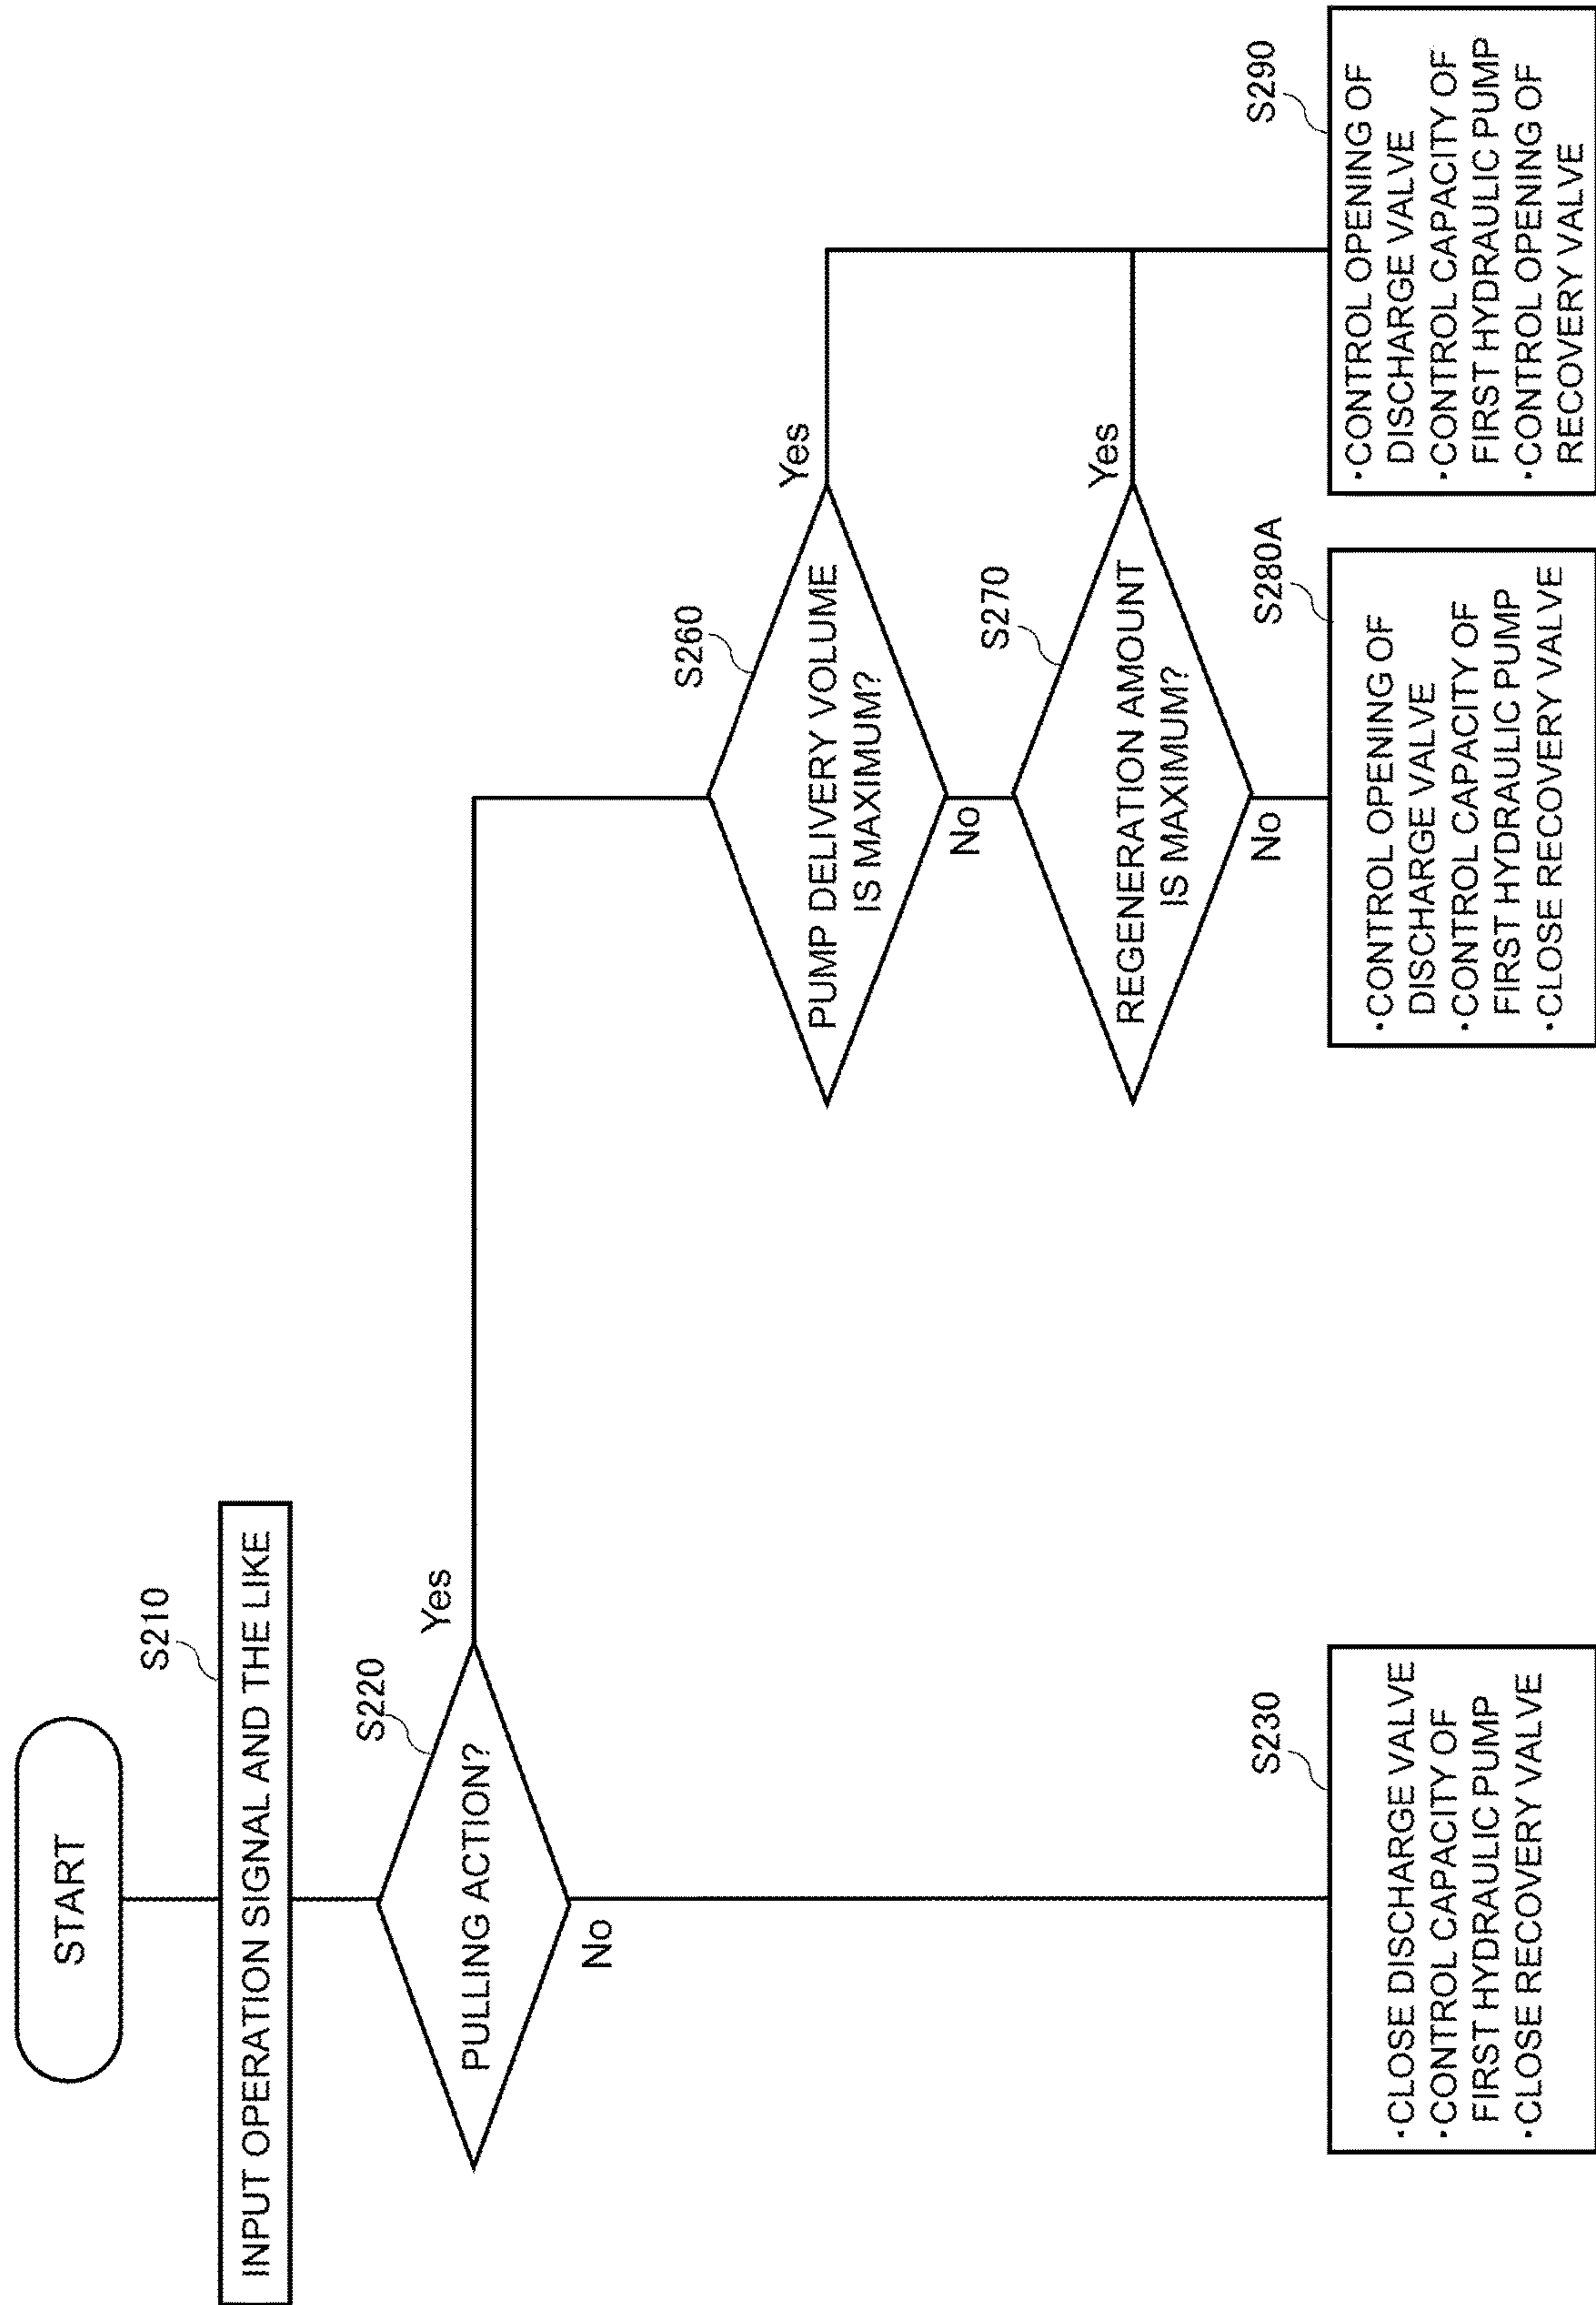 START
S210
INPUT OPERATION SIGNAL AND THE LIKE
S220
PULLING ACTION?
Yes
No
S260
PUMP DELIVERY VOLUME
IS MAXIMUM?
Yes
No
S270
REGENERATION AMOUNT
IS MAXIMUM?
Yes
No
S230
・CLOSE DISCHARGE VALVE
・CONTROL CAPACITY OF
FIRST HYDRAULIC PUMP
・CLOSE RECOVERY VALVE
S280A
・CONTROL OPENING OF
DISCHARGE VALVE
・CONTROL CAPACITY OF
FIRST HYDRAULIC PUMP
・CLOSE RECOVERY VALVE
S290
・CONTROL OPENING OF
DISCHARGE VALVE
・CONTROL CAPACITY OF
FIRST HYDRAULIC PUMP
・CONTROL OPENING OF
RECOVERY VALVE